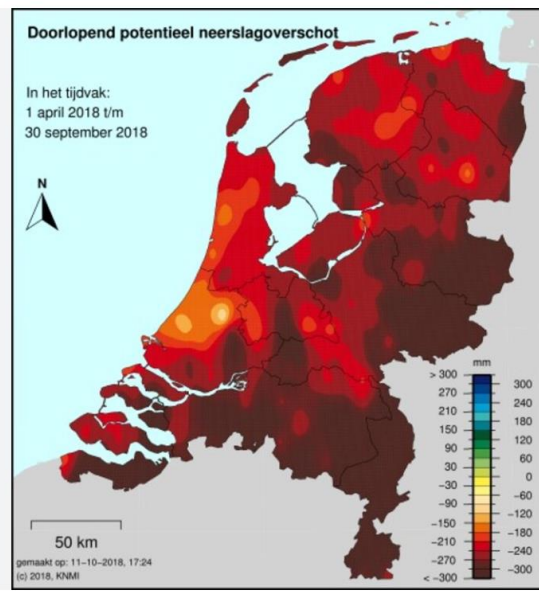 Doorlopend potentieel neerslagoverschot
In het tijdvak:
1 april 2018 t/m
30 september 2018
N
mm
> 300
270
210
150
90
30
−30
−90
−150
−210
−270
< −300
300
240
180
120
60
0
−60
−120
−180
−240
−300
50 km
gemaakt op: 11−10−2018, 17:24
(c) 2018, KNMI